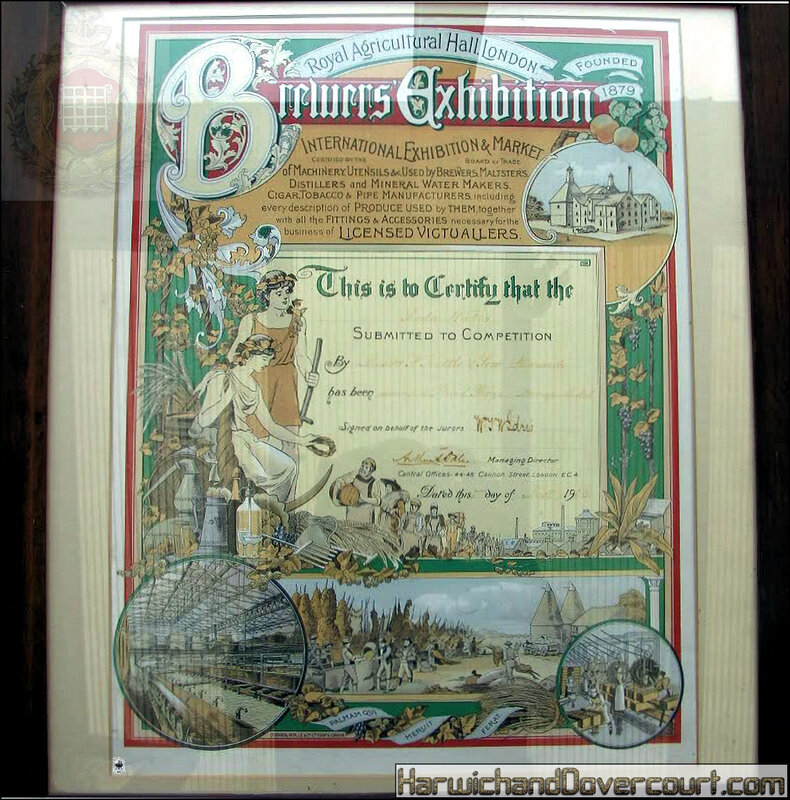 Royal Agricultural Hall, London
Founded
1879
Brewers' Exhibition
International Exhibition & Market
Certified by the Board of Trade
of Machinery, Utensils &c Used by Brewers, Maltsters,
Distillers and Mineral Water Makers,
Cigar, Tobacco & Pipe Manufacturers, including
every description of Produce used by them, together
with all the Fittings & Accessories necessary for the
business of Licensed Victuallers.
This is to Certify that the
Submitted to Competition
By
has been
Signed on behalf of the Jurors
Managing Director
Central Offices 44-46 Cannon Street, London E.C.4
Dated this day of 19
Palmam qui
meruit
ferat
HarwichandDovercourt.com